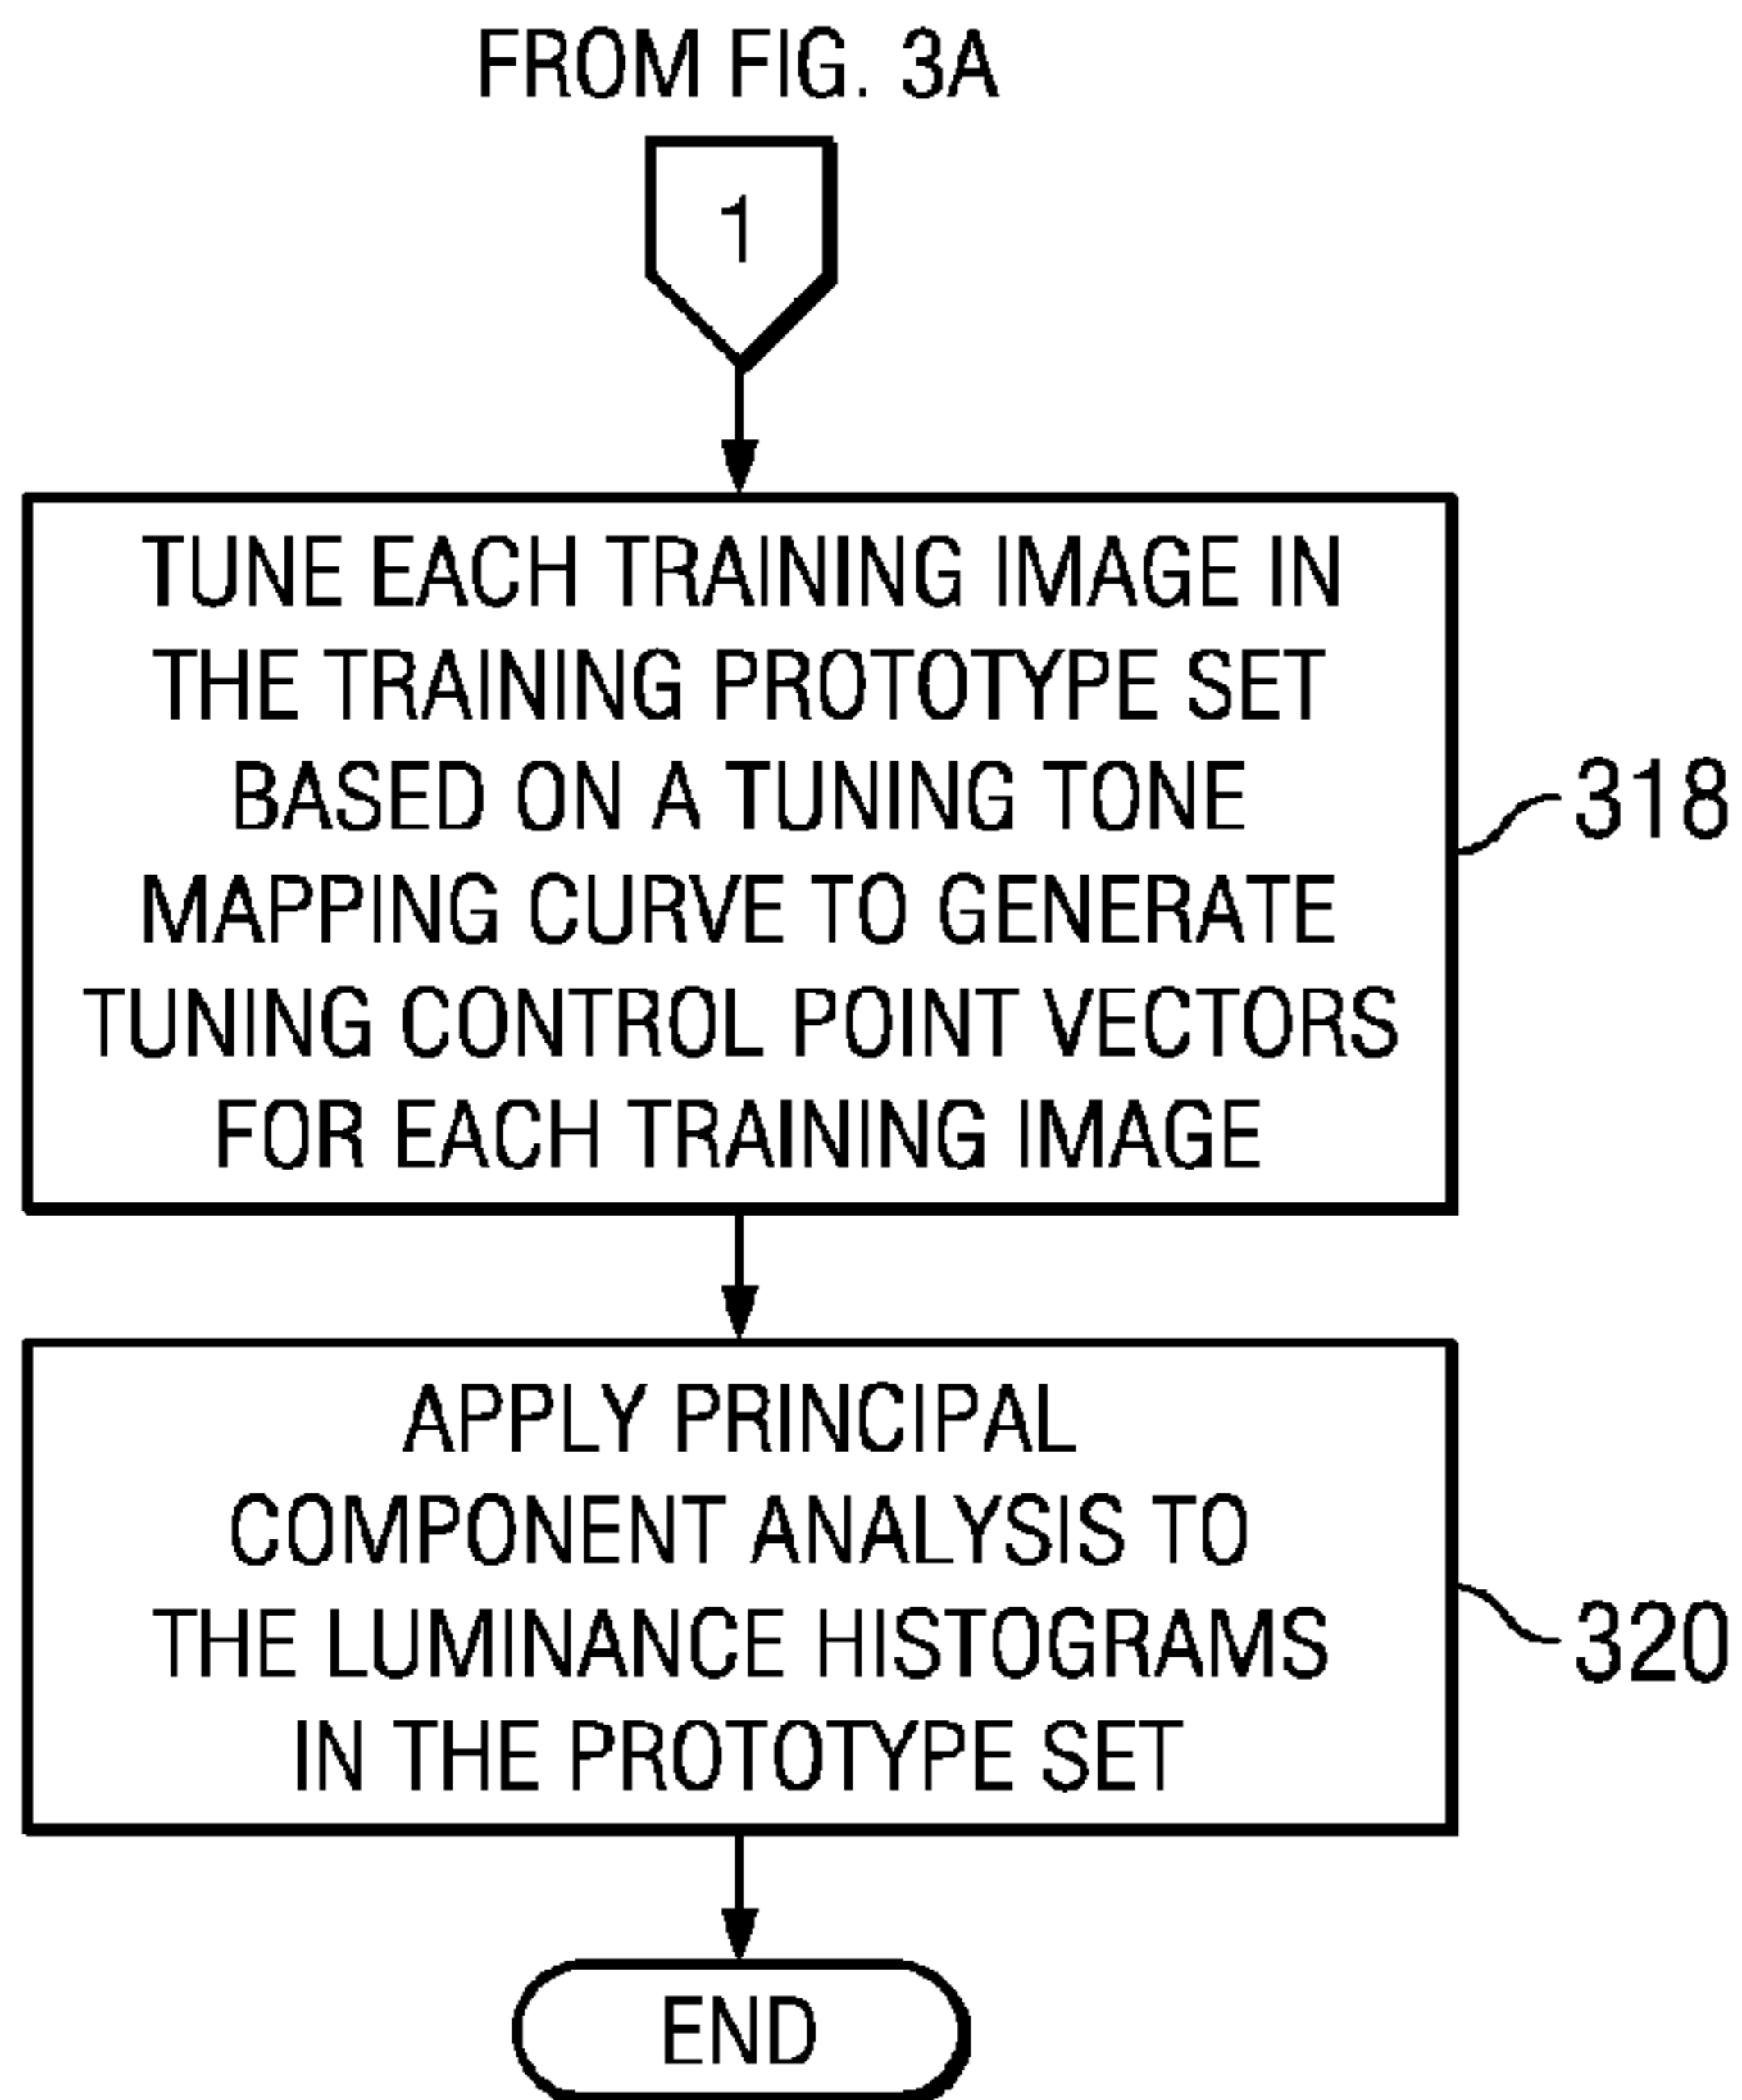 FROM FIG. 3A
1
TUNE EACH TRAINING IMAGE IN
THE TRAINING PROTOTYPE SET
BASED ON A TUNING TONE
MAPPING CURVE TO GENERATE
TUNING CONTROL POINT VECTORS
FOR EACH TRAINING IMAGE
318
APPLY PRINCIPAL
COMPONENT ANALYSIS TO
THE LUMINANCE HISTOGRAMS
IN THE PROTOTYPE SET
320
END